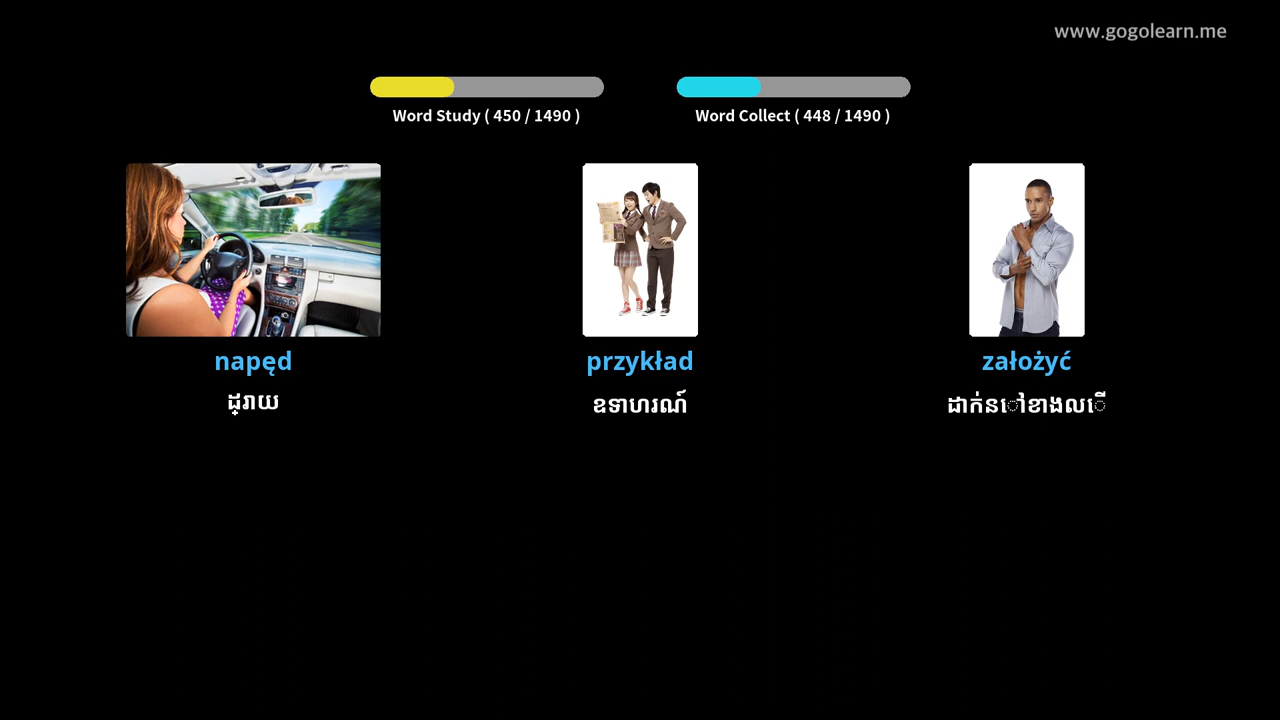 www.gogolearn.me
Word Study ( 450 / 1490 )
Word Collect ( 448 / 1490 )
napęd
przykład
założyć
ដ្រាយ
ឧទាហរណ៍
ដាក់នៅខាងលើ